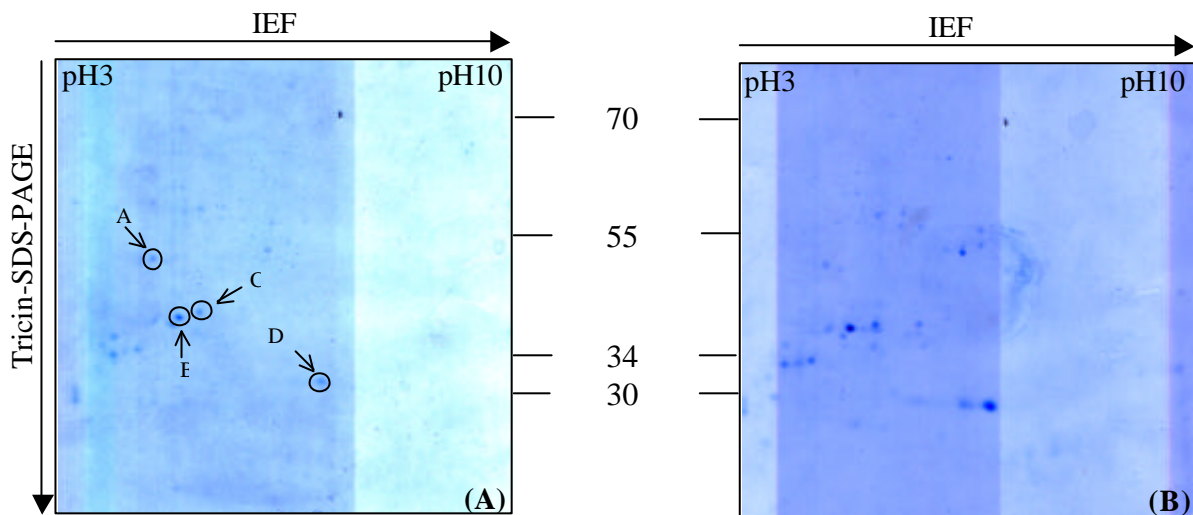 IEF
IEF
pH3
pH10
pH3
pH10
Tricin-SDS-PAGE
70
55
34
30
A
C
B
D
(A)
(B)